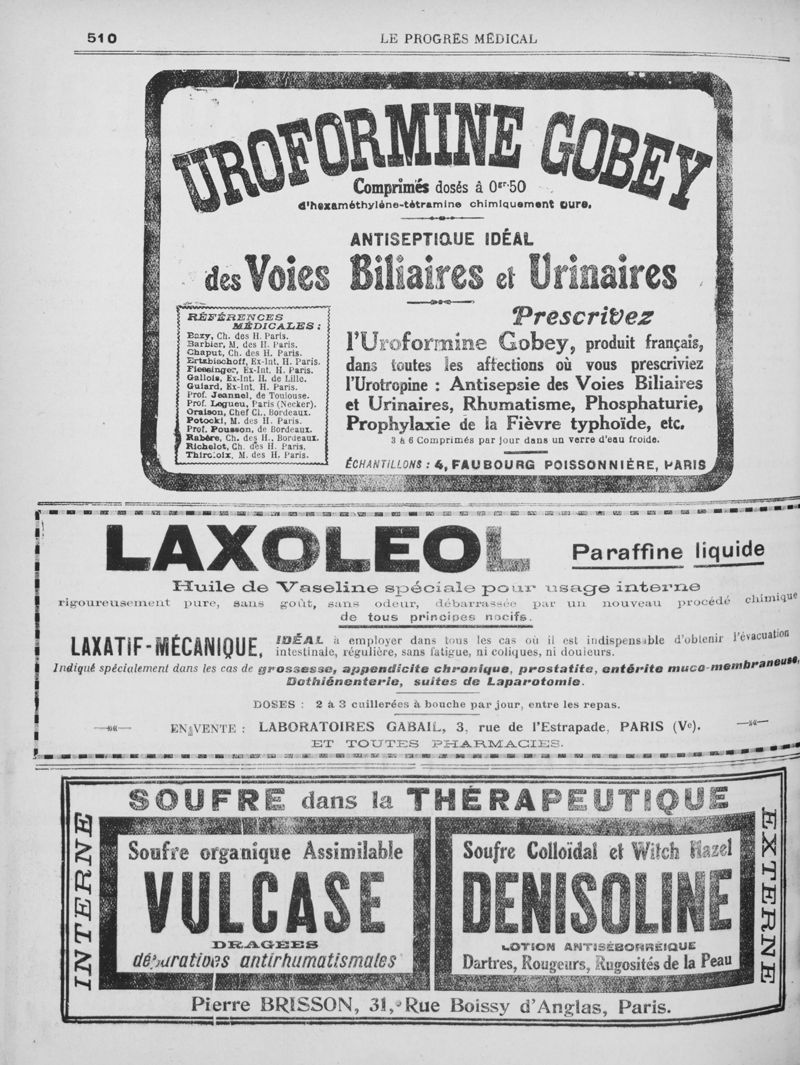 510
LE PROGRÈS MÉDICAL
UROFORMINE GOBEY
Comprimés dosés à 0gr.50
d'hexaméthylène-tétramine chimiquement pure.
ANTISEPTIQUE IDÉAL
des Voies Biliaires et Urinaires
RÉFÉRENCES
MÉDICALES :
Bazy, Ch. des H. Paris.
Barbier, M. des H. Paris.
Chaput, Ch. des H. Paris.
Ertzbischoff, Ex-Int. H. Paris.
Fiessinger, Ex-Int. H. Paris.
Gallois, Ex-Int. H. de Lille.
Guiard, Ex-Int. H. Paris.
Prof. Jeannel, de Toulouse.
Prof. Legueu, Paris (Necker).
Oraison, Chef Cl., Bordeaux.
Potocki, M. des H. Paris.
Prof. Pousson, de Bordeaux.
Rabère, Ch. des H., Bordeaux.
Richelot, Ch. des H. Paris.
Thiroloix, M. des H. Paris.
Prescrivez
l'Uroformine Gobey, produit français,
dans toutes les affections où vous prescriviez
l'Urotropine : Antisepsie des Voies Biliaires
et Urinaires, Rhumatisme, Phosphaturie,
Prophylaxie de la Fièvre typhoïde, etc.
3 à 6 Comprimés par jour dans un verre d'eau froide.
ÉCHANTILLONS : 4, FAUBOURG POISSONNIÈRE, PARIS
LAXOLEOL
Paraffine liquide
Huile de Vaseline spéciale pour usage interne
rigoureusement pure, sans goût, sans odeur, débarrassée par un nouveau procédé chimique
de tous principes nocifs.
LAXATIF-MÉCANIQUE, IDÉAL à employer dans tous les cas où il est indispensable d'obtenir l'évacuation
intestinale, régulière, sans fatigue, ni coliques, ni douleurs.
Indiqué spécialement dans les cas de grossesse, appendicite chronique, prostatite, entérite muco-membraneuse,
Dothiénenterie, suites de Laparotomie.
DOSES : 2 à 3 cuillerées à bouche par jour, entre les repas.
EN VENTE : LABORATOIRES GABAIL, 3, rue de l'Estrapade, PARIS (Ve).
ET TOUTES PHARMACIES.
SOUFRE dans la THÉRAPEUTIQUE
INTERNE
Soufre organique Assimilable
VULCASE
DRAGÉES
dépuratives antirhumatismales
Soufre Colloïdal et Witch Hazel
DENISOLINE
LOTION ANTISÉBORRÉIQUE
Dartres, Rougeurs, Rugosités de la Peau
EXTERNE
Pierre BRISSON, 31, Rue Boissy d'Anglas, Paris.